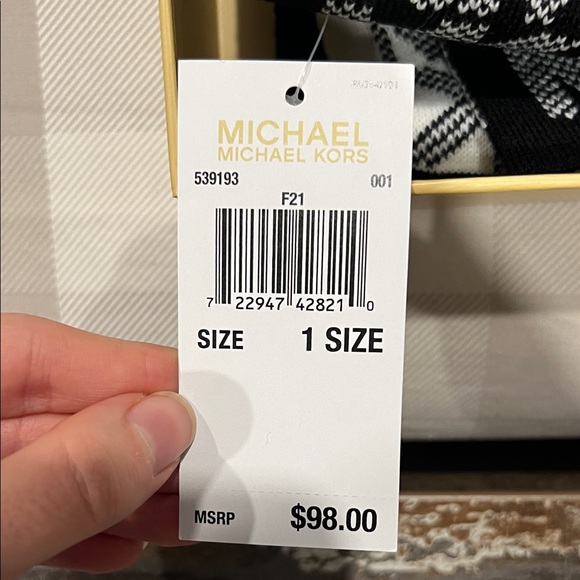 MICHAEL
MICHAEL KORS
539193 001
F21
7 22947 42821 0
SIZE 1 SIZE
MSRP $98.00